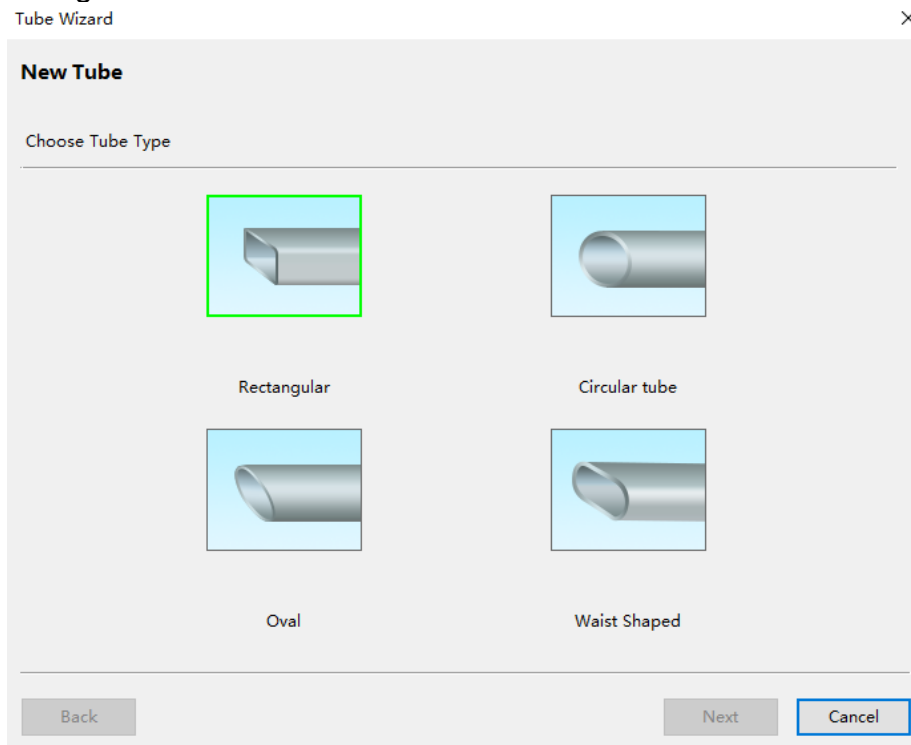 Tube Wizard
New Tube
Choose Tube Type
Rectangular
Circular tube
Oval
Waist Shaped
Back
Next
Cancel